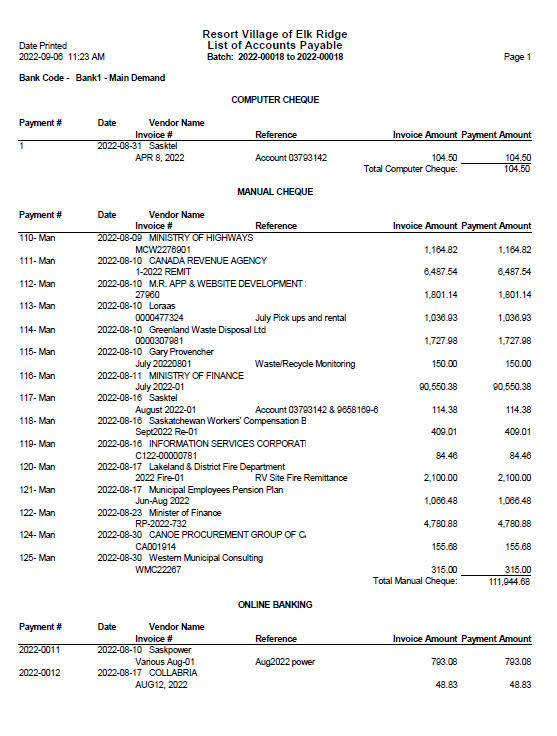 Resort Village of Elk Ridge
Date Printed List of Accounts Payable
2022-09-06 11:23 AM Batch: 2022-00018 to 2022-00018 Page 1
Bank Code - Bank1 - Main Demand
COMPUTER CHEQUE
Payment # Date Vendor Name
Invoice # Reference Invoice Amount Payment Amount
1 2022-08-31 Sasktel
APR 8, 2022 Account 03793142 104.50 104.50
Total Computer Cheque: 104.50
MANUAL CHEQUE
Payment # Date Vendor Name
Invoice # Reference Invoice Amount Payment Amount
110- Man 2022-08-09 MINISTRY OF HIGHWAYS
MCW2276901 1,164.82 1,164.82
111- Man 2022-08-10 CANADA REVENUE AGENCY
1-2022 REMIT 6,487.54 6,487.54
112- Man 2022-08-10 M.R. APP & WEBSITE DEVELOPMENT
27960 1,801.14 1,801.14
113- Man 2022-08-10 Loraas
0000477324 July Pick ups and rental 1,036.93 1,036.93
114- Man 2022-08-10 Greenland Waste Disposal Ltd
0000307981 1,727.98 1,727.98
115- Man 2022-08-10 Gary Provencher
July 20220801 Waste/Recycle Monitoring 150.00 150.00
116- Man 2022-08-11 MINISTRY OF FINANCE
July 2022-01 90,550.38 90,550.38
117- Man 2022-08-16 Sasktel
August 2022-01 Account 03793142 & 9658169-6 114.38 114.38
118- Man 2022-08-16 Saskatchewan Workers' Compensation B
Sept2022 Re-01 409.01 409.01
119- Man 2022-08-16 INFORMATION SERVICES CORPORATI
C122-00000781 84.46 84.46
120- Man 2022-08-17 Lakeland & District Fire Department
2022 Fire-01 RV Site Fire Remittance 2,100.00 2,100.00
121- Man 2022-08-17 Municipal Employees Pension Plan
Jun-Aug 2022 1,066.48 1,066.48
122- Man 2022-08-23 Minister of Finance
RP-2022-732 4,780.88 4,780.88
124- Man 2022-08-30 CANOE PROCUREMENT GROUP OF C
CA001914 155.68 155.68
125- Man 2022-08-30 Western Municipal Consulting
WMC22267 315.00 315.00
Total Manual Cheque: 111,944.68
ONLINE BANKING
Payment # Date Vendor Name
Invoice # Reference Invoice Amount Payment Amount
2022-0011 2022-08-10 Saskpower
Various Aug-01 Aug2022 power 793.08 793.08
2022-0012 2022-08-17 COLLABRIA
AUG12, 2022 48.83 48.83